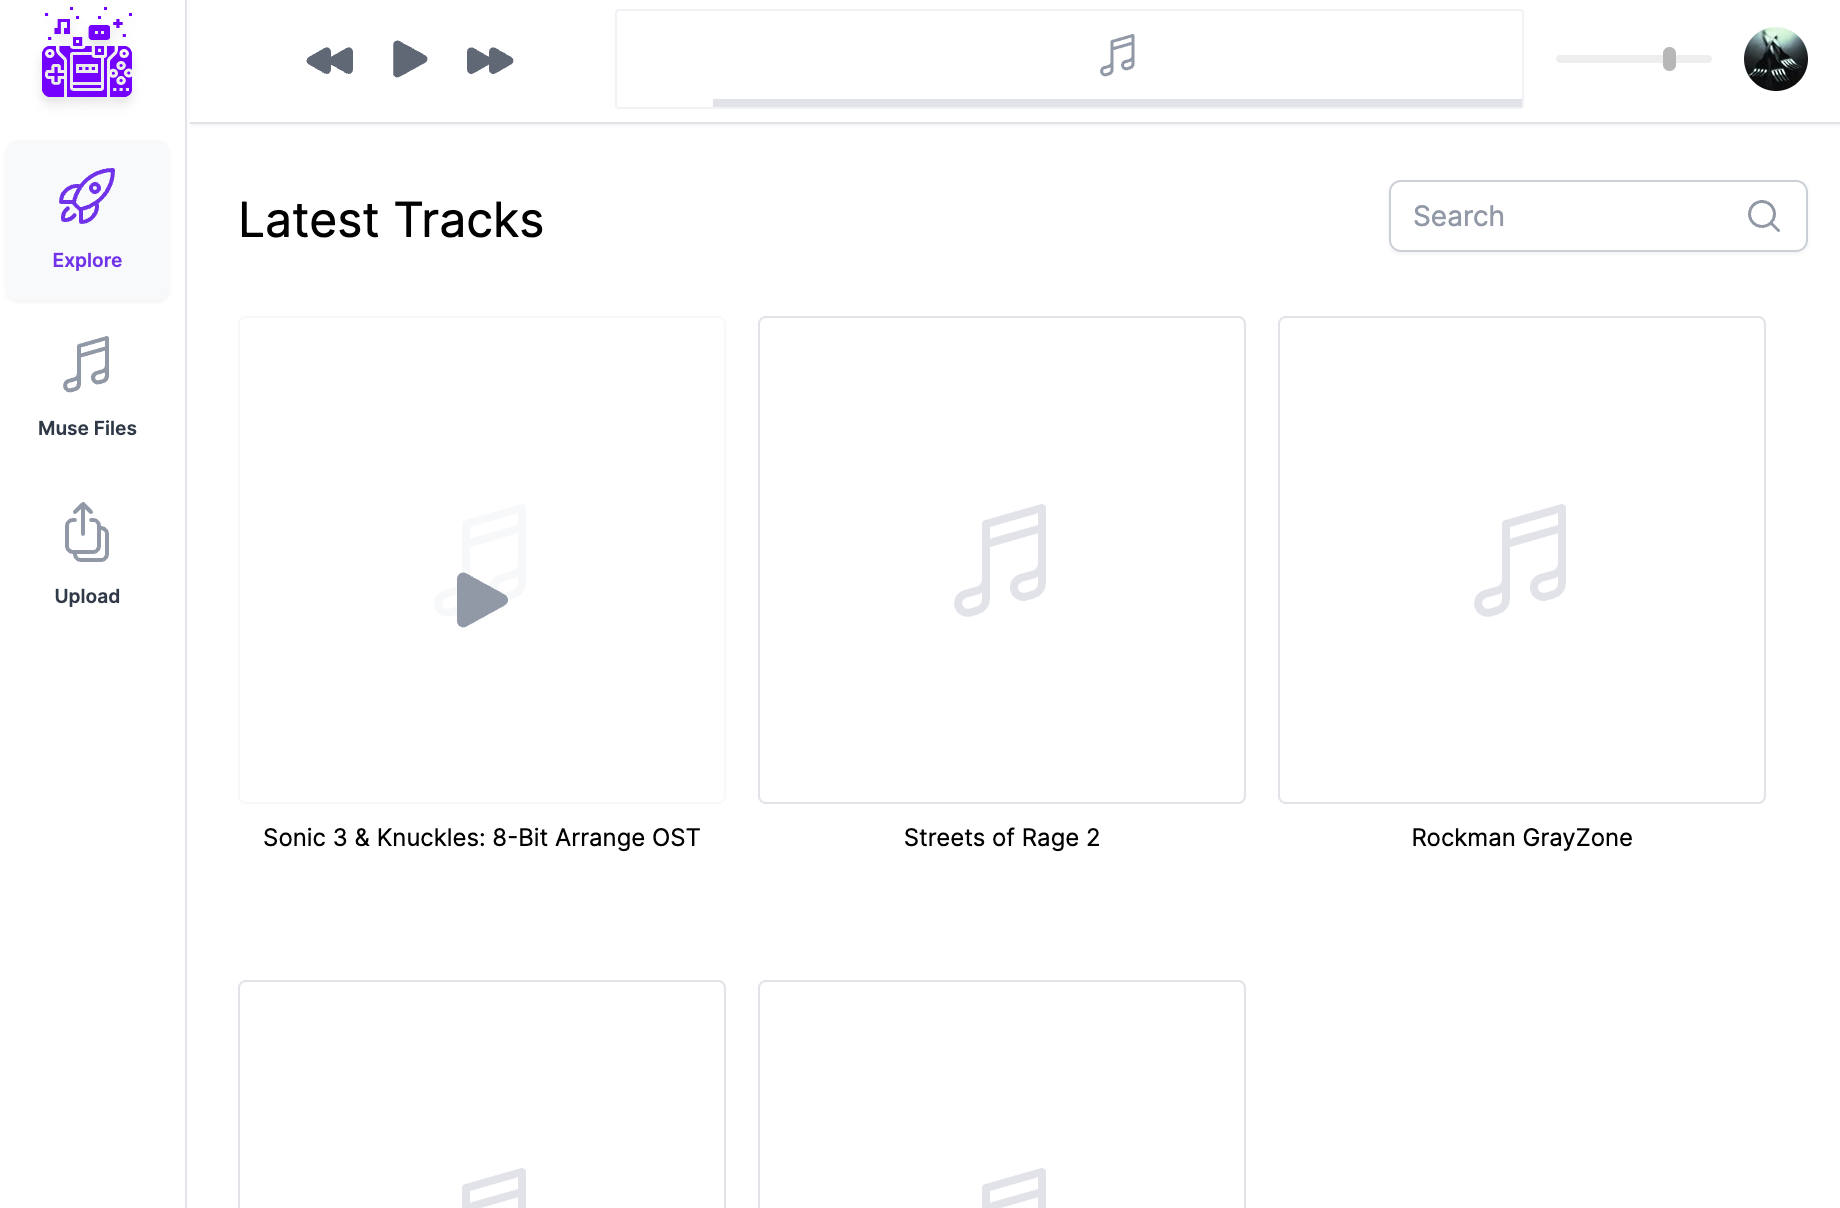 Explore
Muse Files
Upload
Latest Tracks
Search
Sonic 3 & Knuckles: 8-Bit Arrange OST
Streets of Rage 2
Rockman GrayZone